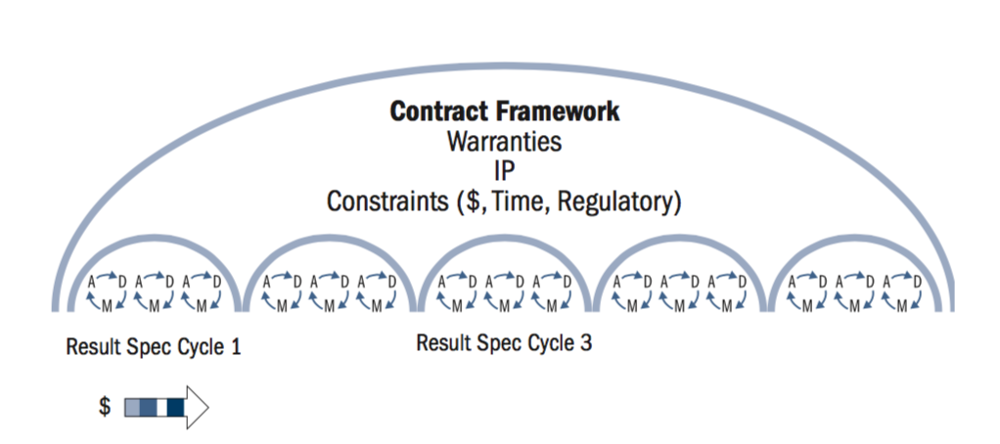 Contract Framework
Warranties
IP
Constraints ($, Time, Regulatory)
A D A D A D A D A D A D A D A D A D A D A D A D A D A D A D
M M M M M M M M M M M M M M M
Result Spec Cycle 1
Result Spec Cycle 3
$